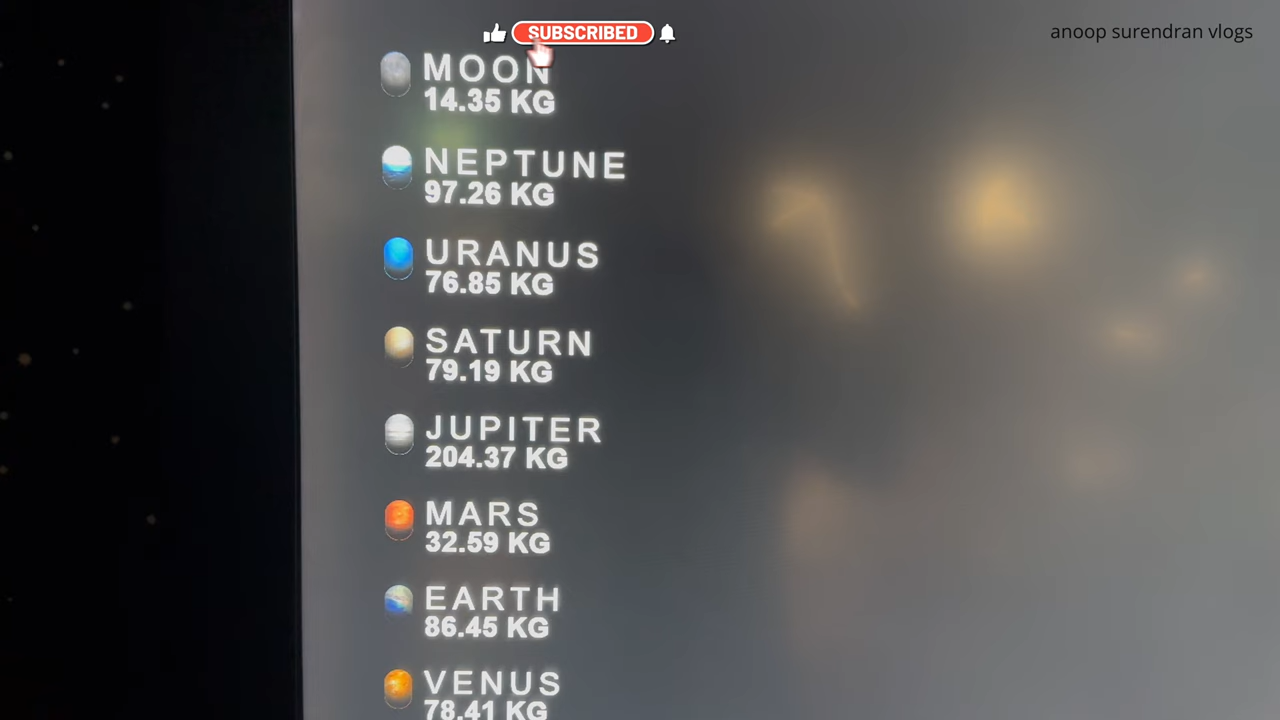 SUBSCRIBED
anoop surendran vlogs
MOON
14.35 KG
NEPTUNE
97.26 KG
URANUS
76.85 KG
SATURN
79.19 KG
JUPITER
204.37 KG
MARS
32.59 KG
EARTH
86.45 KG
VENUS
78.41 KG